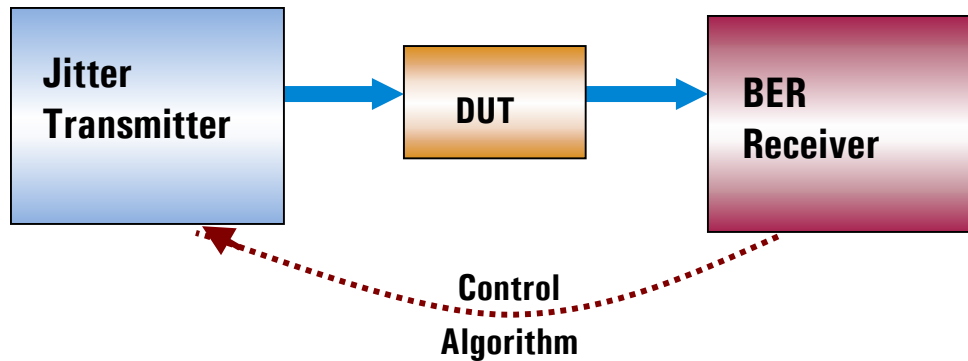 Jitter
Transmitter
DUT
BER
Receiver
Control
Algorithm